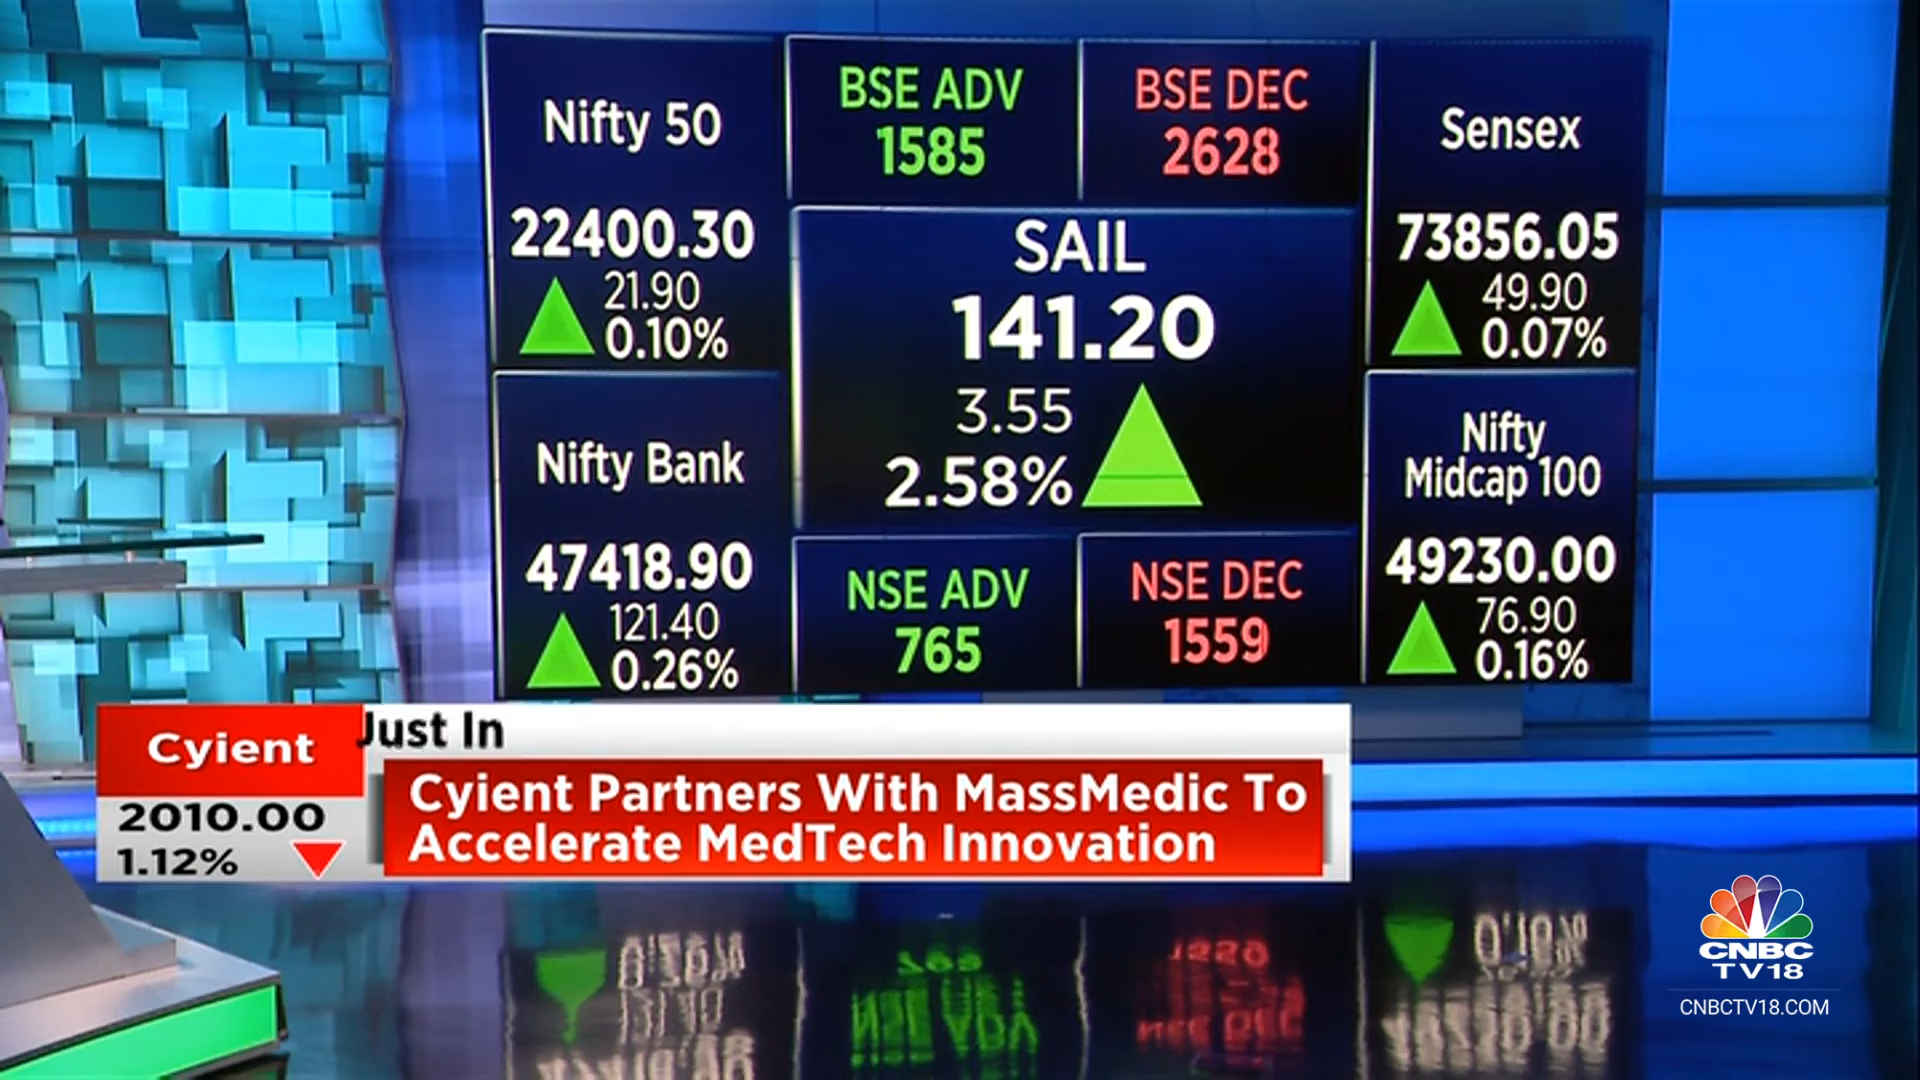 Nifty 50
22400.30
21.90
0.10%
BSE ADV
1585
BSE DEC
2628
Sensex
73856.05
49.90
0.07%
SAIL
141.20
3.55
2.58%
Nifty Bank
47418.90
121.40
0.26%
NSE ADV
765
NSE DEC
1559
Nifty
Midcap 100
49230.00
76.90
0.16%
Cyient
2010.00
1.12%
Just In
Cyient Partners With MassMedic To
Accelerate MedTech Innovation
CNBC
TV18
CNBCTV18.COM